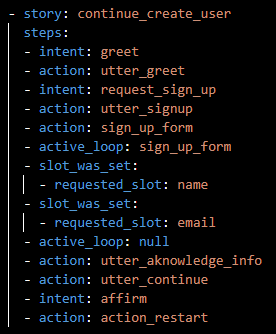 - story: continue_create_user
steps:
- intent: greet
- action: utter_greet
- intent: request_sign_up
- action: utter_signup
- action: sign_up_form
- active_loop: sign_up_form
- slot_was_set:
- requested_slot: name
- slot_was_set:
- requested_slot: email
- active_loop: null
- action: utter_aknowledge_info
- action: utter_continue
- intent: affirm
- action: action_restart